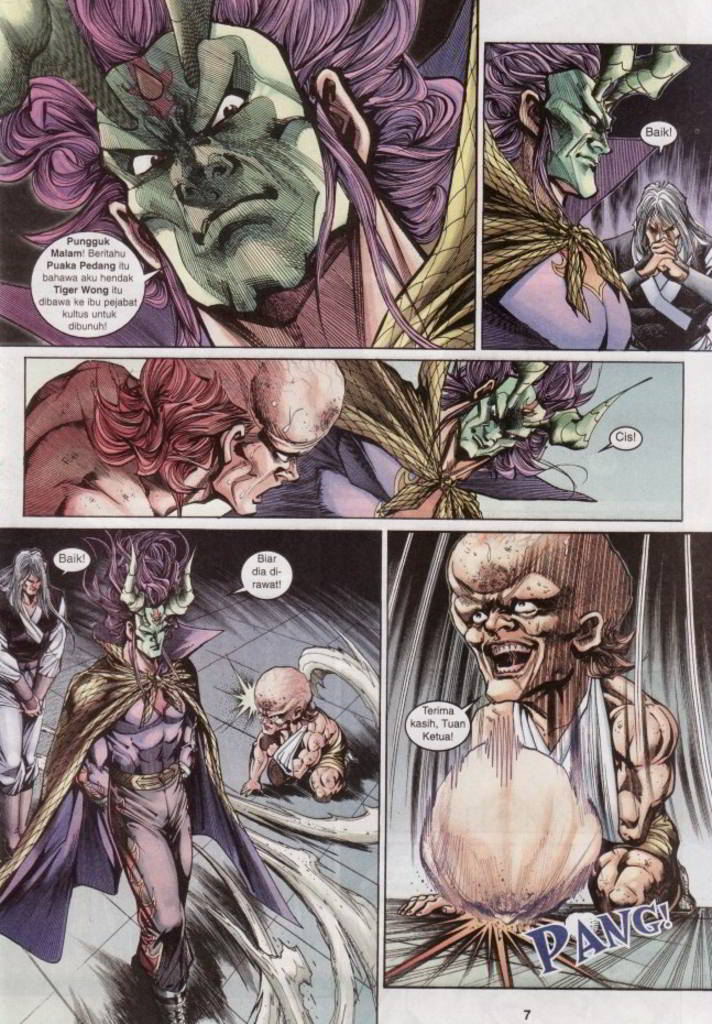 Pungguk
Malam! Beritahu
Puaka Pedang itu
bahawa aku hendak
Tiger Wong itu
dibawa ke ibu pejabat
kultus untuk
dibunuh!
Baik!
Cis!
Baik!
Biar
dia di-
rawat!
Terima
kasih, Tuan
Ketua!
PANG!
7